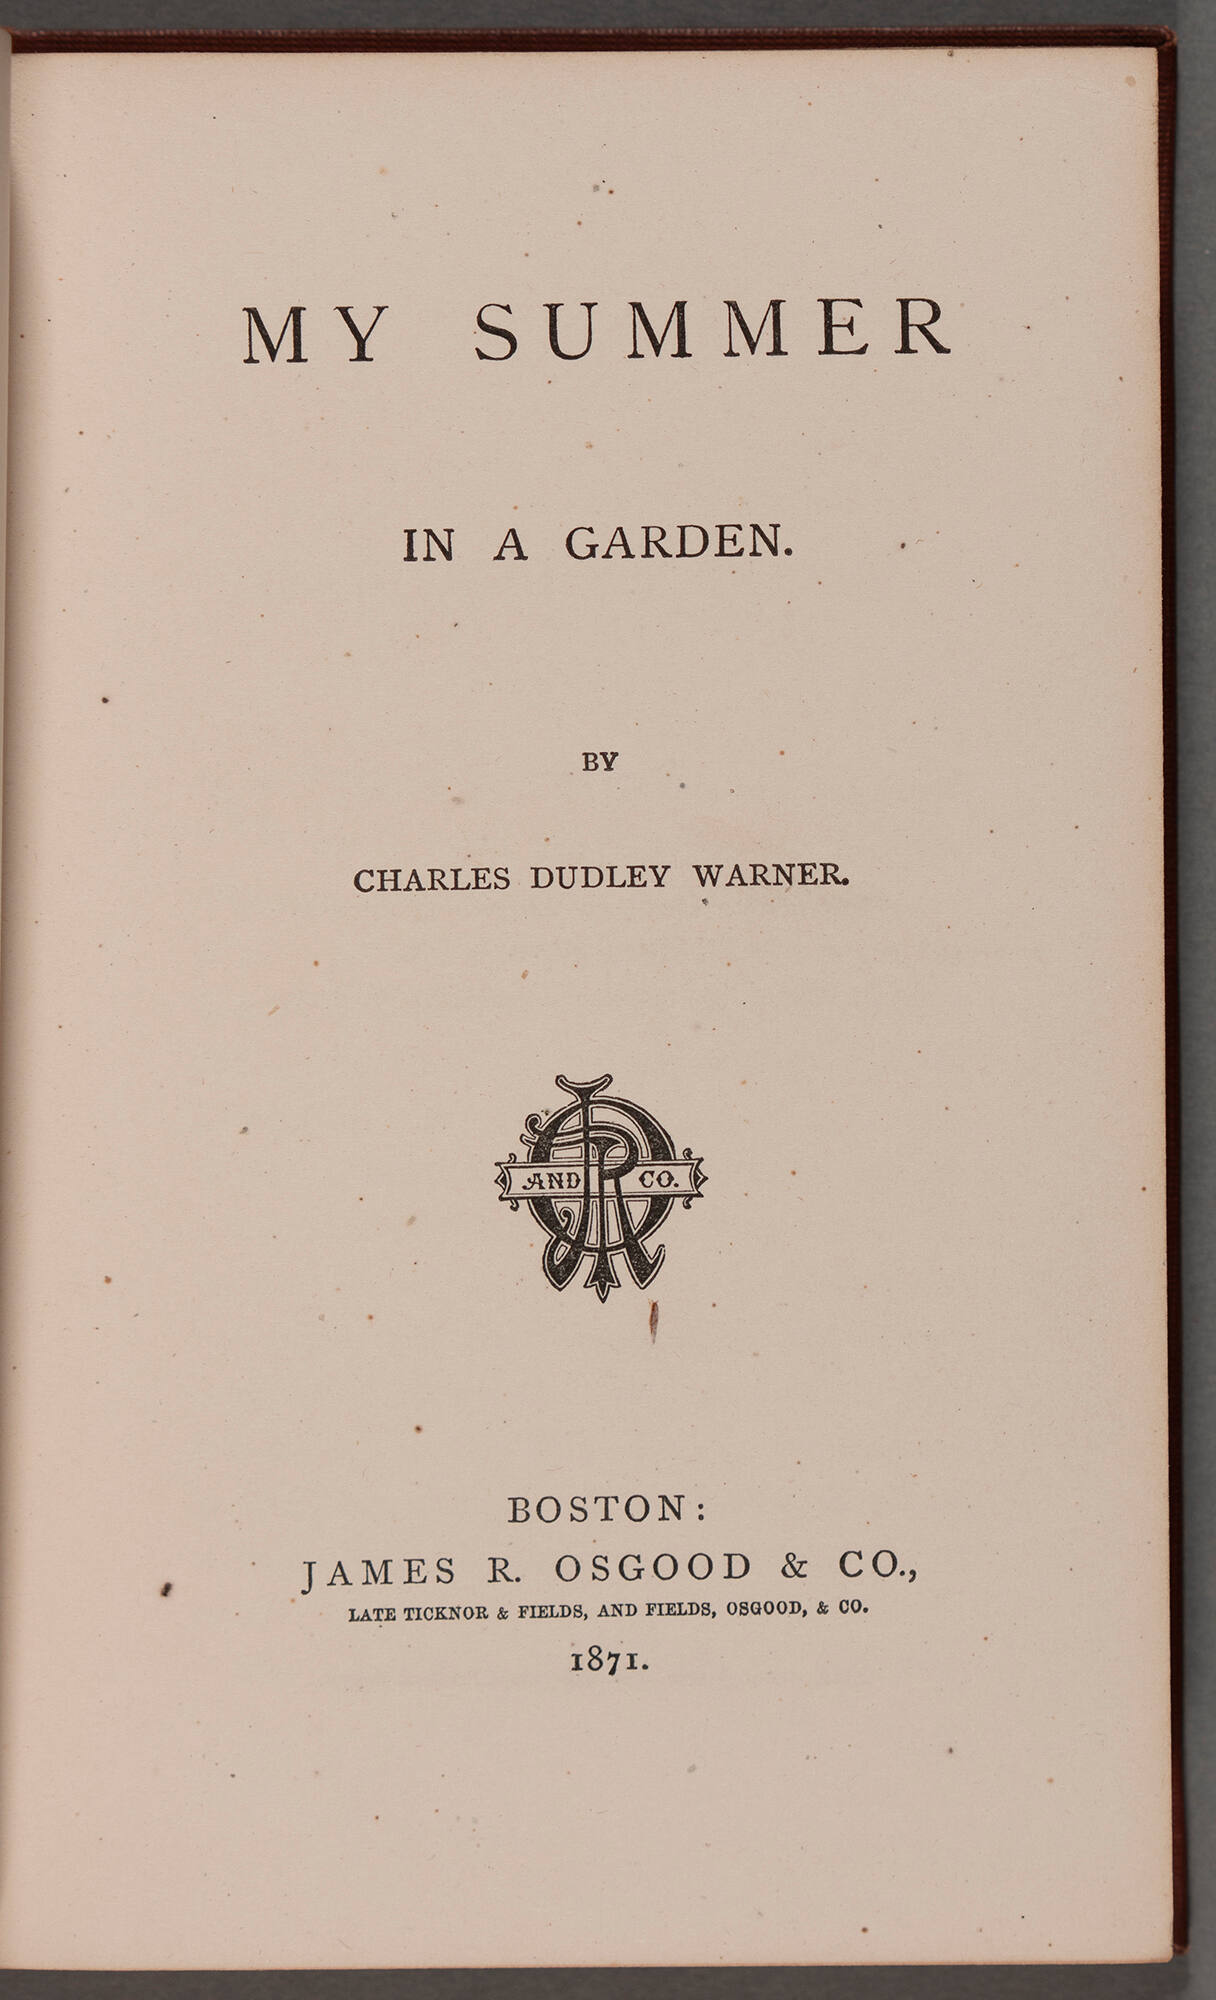 MY SUMMER
IN A GARDEN.
BY
CHARLES DUDLEY WARNER.
JRO
AND CO.
BOSTON:
JAMES R. OSGOOD & CO.,
LATE TICKNOR & FIELDS, AND FIELDS, OSGOOD, & CO.
1871.